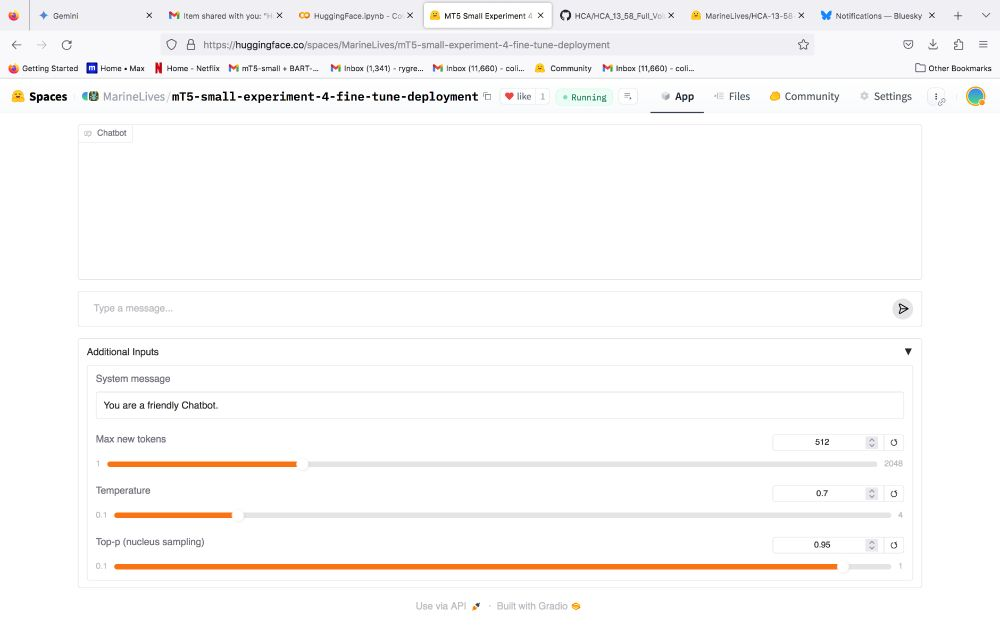 Gemini
Item shared with you: "H
HuggingFace.ipynb - Co
MT5 Small Experiment 4
HCA/HCA_13_58_Full_Vo
MarineLives/HCA-13-58-
Notifications — Bluesky
https://huggingface.co/spaces/MarineLives/mT5-small-experiment-4-fine-tune-deployment
Getting Started
Home • Max
Home - Netflix
mT5-small + BART-...
Inbox (1,341) - rygre...
Inbox (11,660) - coli...
Community
Inbox (11,660) - coli...
Other Bookmarks
Spaces
MarineLives/mT5-small-experiment-4-fine-tune-deployment
like 1
Running
App
Files
Community
Settings
Chatbot
Type a message...
Additional Inputs ▼
System message
You are a friendly Chatbot.
Max new tokens
512
1
2048
Temperature
0.7
0.1
4
Top-p (nucleus sampling)
0.95
0.1
1
Use via API · Built with Gradio